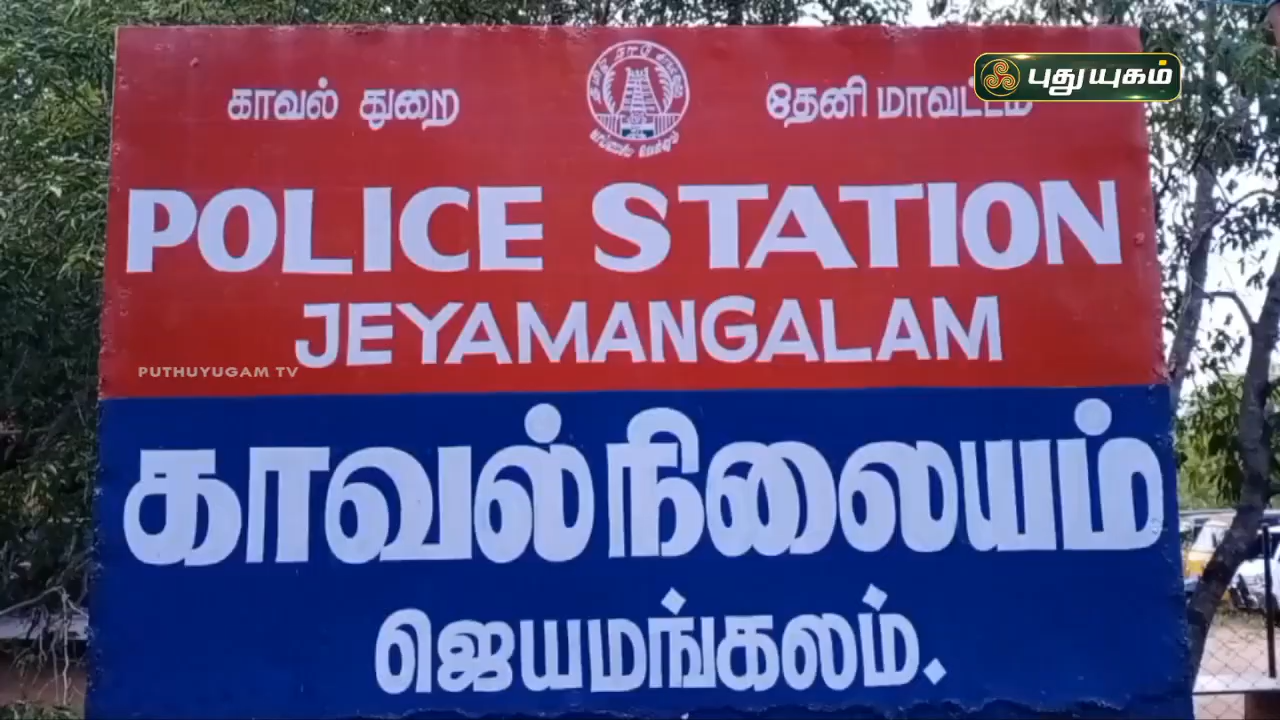 புதுயுகம்
காவல் துறை
தேனி மாவட்டம்
POLICE STATION
JEYAMANGALAM
PUTHUYUGAM TV
காவல்நிலையம்
ஜெயமங்கலம்.